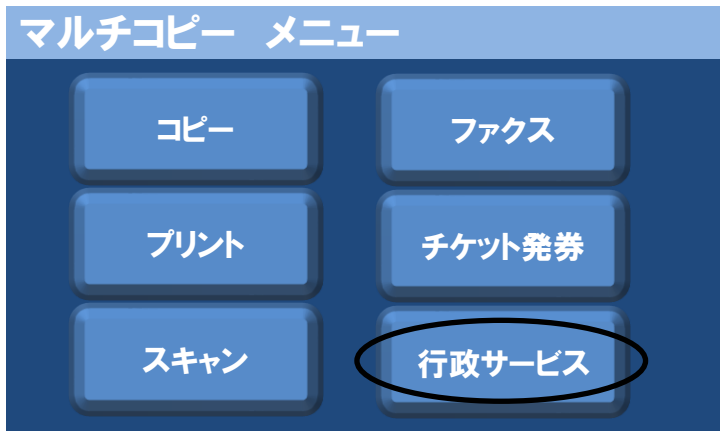 マルチコピー　メニュー
コピー
ファクス
プリント
チケット発券
スキャン
行政サービス